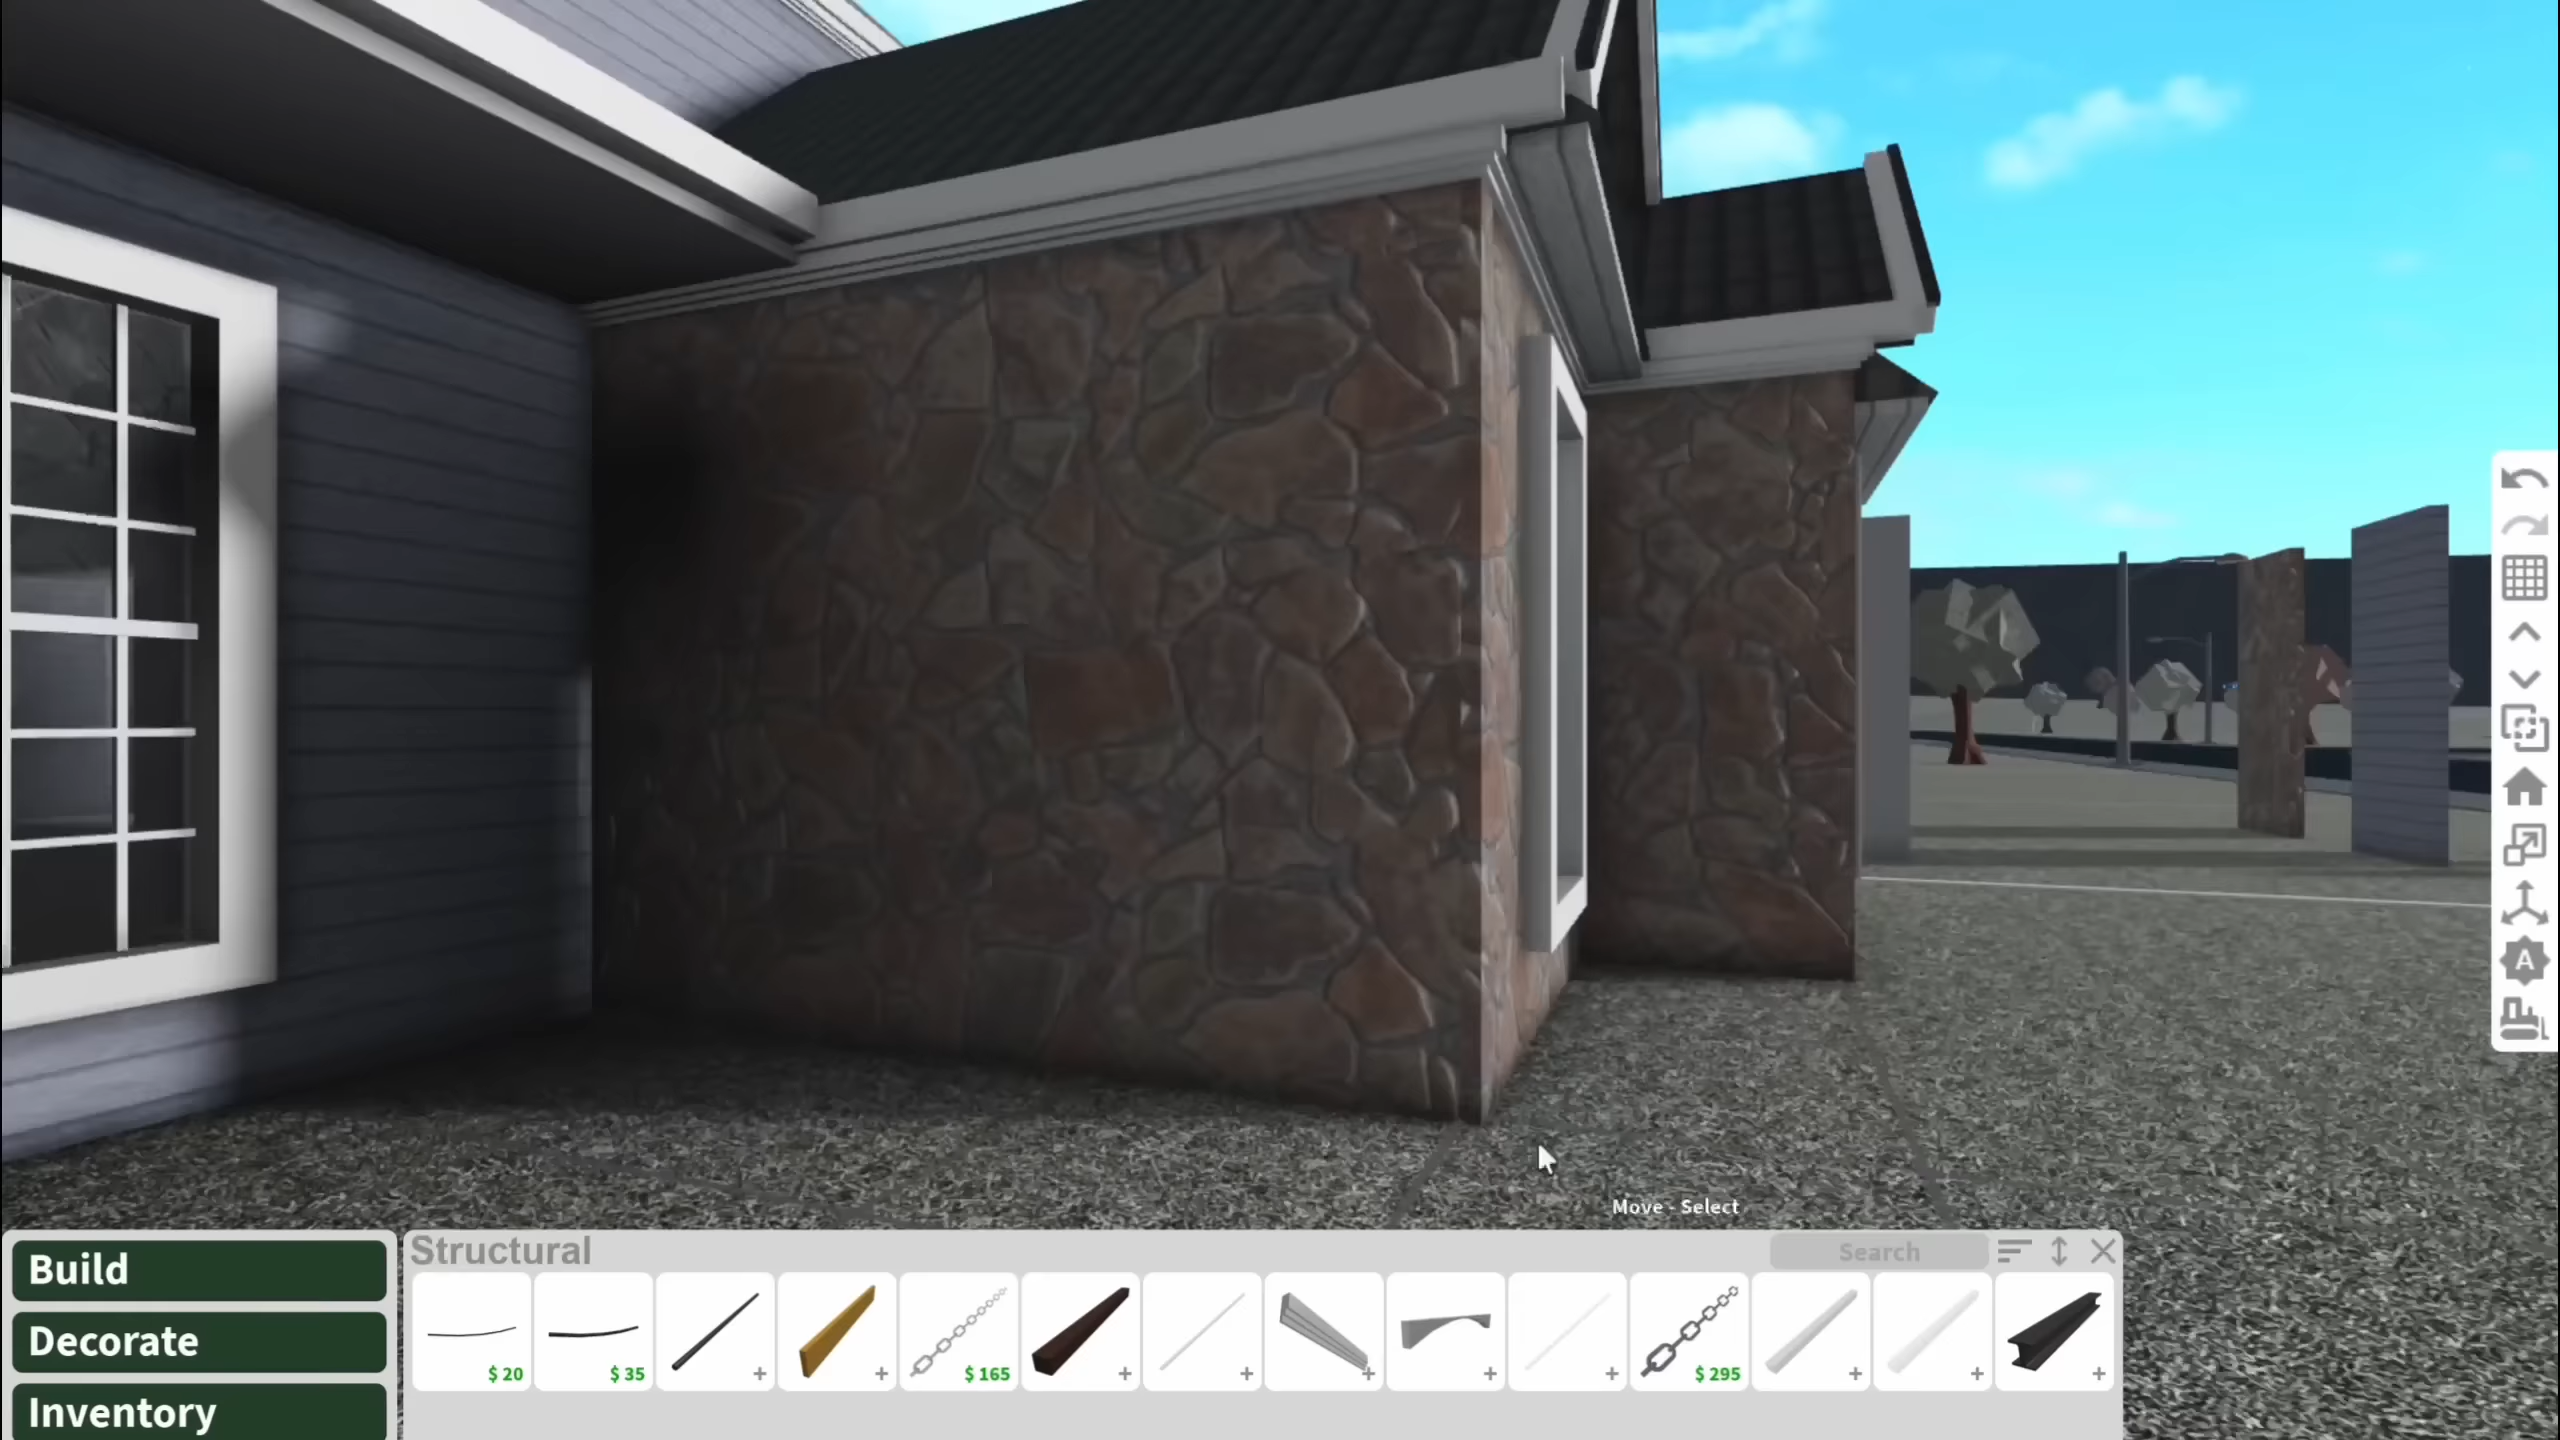 Move - Select
Build
Decorate
Inventory
Structural
Search
$ 20
$ 35
+
+
$ 165
+
+
+
+
+
$ 295
+
+
+
A